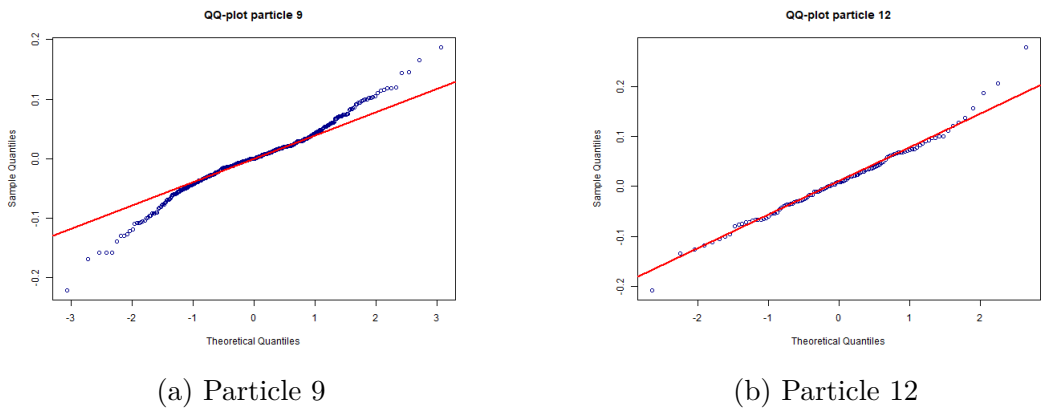 QQ-plot particle 9
Sample Quantiles
0.2
0.1
0.0
-0.1
-0.2
-3 -2 -1 0 1 2 3
Theoretical Quantiles
(a) Particle 9
QQ-plot particle 12
Sample Quantiles
0.2
0.1
0.0
-0.1
-0.2
-2 -1 0 1 2
Theoretical Quantiles
(b) Particle 12